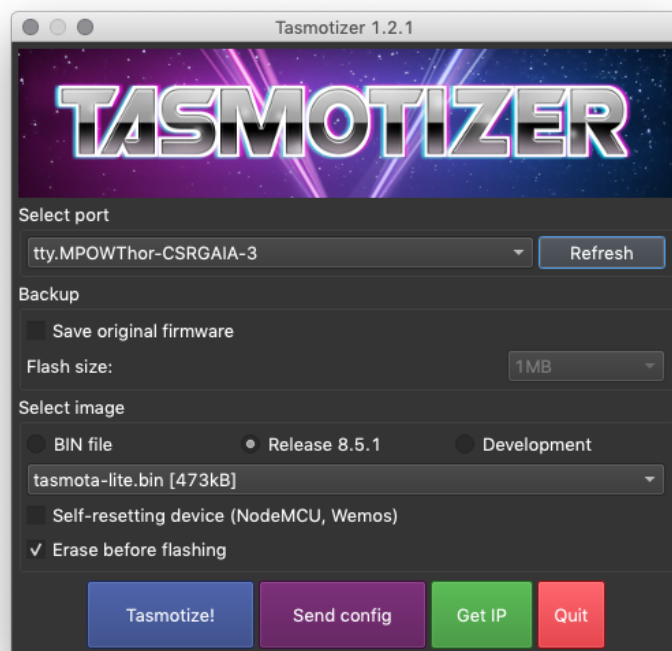 Tasmotizer 1.2.1
TASMOTIZER
Select port
tty.MPOWThor-CSRGAIA-3 Refresh
Backup
Save original firmware
Flash size: 1MB
Select image
BIN file Release 8.5.1 Development
tasmota-lite.bin [473kB]
Self-resetting device (NodeMCU, Wemos)
Erase before flashing
Tasmotize! Send config Get IP Quit